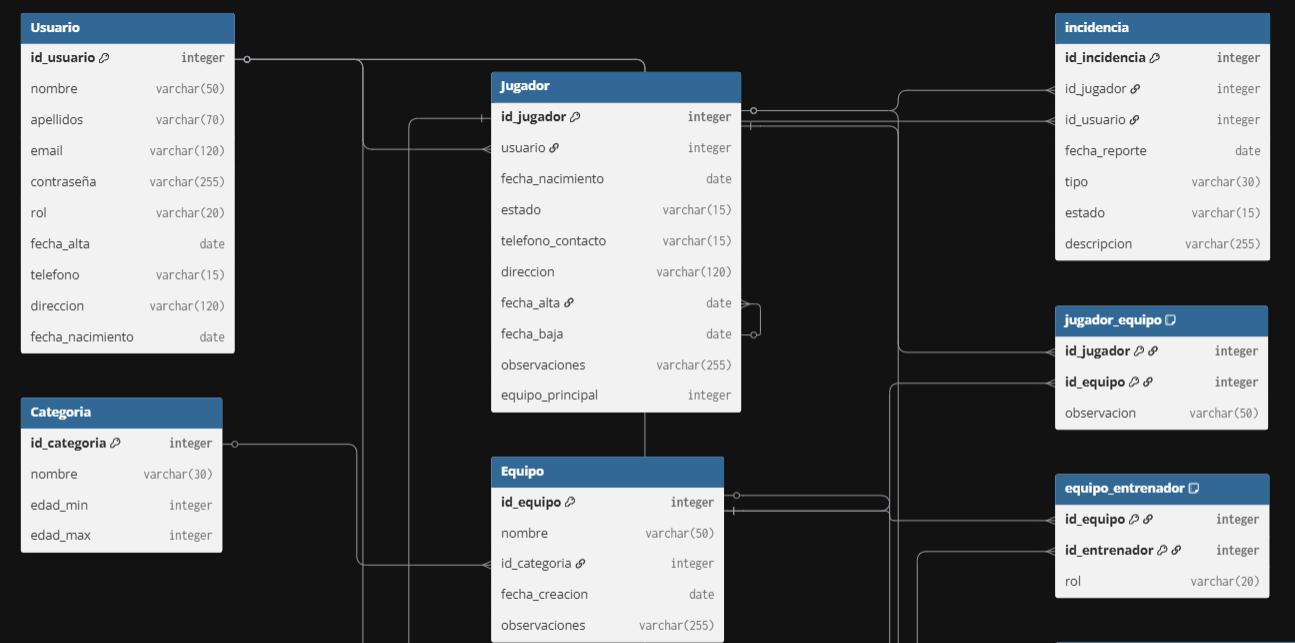 Usuario
id_usuario integer
nombre varchar(50)
apellidos varchar(70)
email varchar(120)
contraseña varchar(255)
rol varchar(20)
fecha_alta date
telefono varchar(15)
direccion varchar(120)
fecha_nacimiento date
Categoria
id_categoria integer
nombre varchar(30)
edad_min integer
edad_max integer
Jugador
id_jugador integer
usuario integer
fecha_nacimiento date
estado varchar(15)
telefono_contacto varchar(15)
direccion varchar(120)
fecha_alta date
fecha_baja date
observaciones varchar(255)
equipo_principal integer
Equipo
id_equipo integer
nombre varchar(50)
id_categoria integer
fecha_creacion date
observaciones varchar(255)
incidencia
id_incidencia integer
id_jugador integer
id_usuario integer
fecha_reporte date
tipo varchar(30)
estado varchar(15)
descripcion varchar(255)
jugador_equipo
id_jugador integer
id_equipo integer
observacion varchar(50)
equipo_entrenador
id_equipo integer
id_entrenador integer
rol varchar(20)